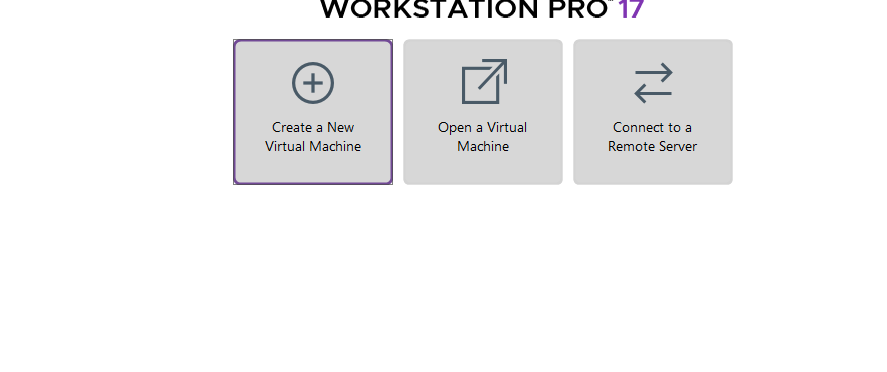 WORKSTATION PRO™ 17
Create a New
Virtual Machine
Open a Virtual
Machine
Connect to a
Remote Server